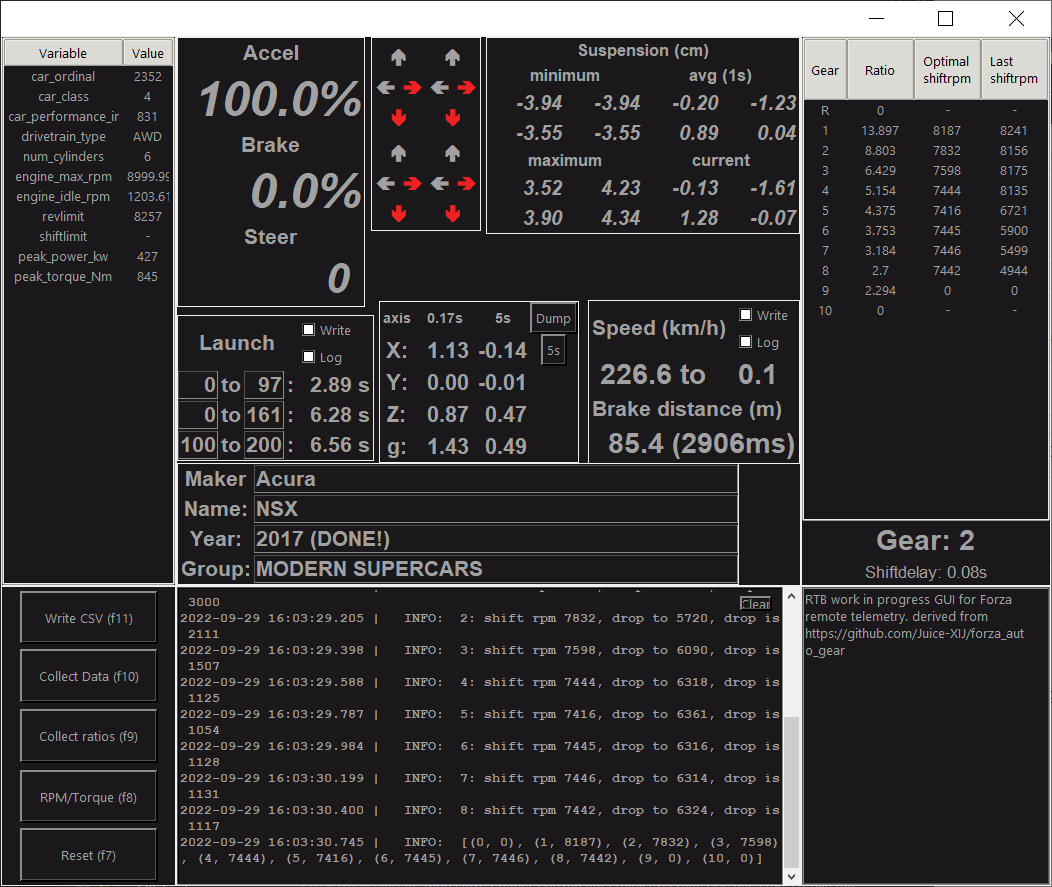 Variable Value
car_ordinal 2352
car_class 4
car_performance_ir 831
drivetrain_type AWD
num_cylinders 6
engine_max_rpm 8999.99
engine_idle_rpm 1203.61
revlimit 8257
shiftlimit -
peak_power_kw 427
peak_torque_Nm 845
Accel
100.0%
Brake
0.0%
Steer
0
Suspension (cm)
minimum avg (1s)
-3.94 -3.94 -0.20 -1.23
-3.55 -3.55 0.89 0.04
maximum current
3.52 4.23 -0.13 -1.61
3.90 4.34 1.28 -0.07
Launch
Write
Log
0 to 97 : 2.89 s
0 to 161 : 6.28 s
100 to 200 : 6.56 s
axis 0.17s 5s Dump
X: 1.13 -0.14 5s
Y: 0.00 -0.01
Z: 0.87 0.47
g: 1.43 0.49
Speed (km/h)
Write
Log
226.6 to 0.1
Brake distance (m)
85.4 (2906ms)
Maker Acura
Name: NSX
Year: 2017 (DONE!)
Group: MODERN SUPERCARS
Gear Ratio Optimal shiftrpm Last shiftrpm
R 0 - -
1 13.897 8187 8241
2 8.803 7832 8156
3 6.429 7598 8175
4 5.154 7444 8135
5 4.375 7416 6721
6 3.753 7445 5900
7 3.184 7446 5499
8 2.7 7442 4944
9 2.294 0 0
10 0 - -
Gear: 2
Shiftdelay: 0.08s
Write CSV (f11)
Collect Data (f10)
Collect ratios (f9)
RPM/Torque (f8)
Reset (f7)
Clear
3000
2022-09-29 16:03:29.205 | INFO: 2: shift rpm 7832, drop to 5720, drop is
2111
2022-09-29 16:03:29.398 | INFO: 3: shift rpm 7598, drop to 6090, drop is
1507
2022-09-29 16:03:29.588 | INFO: 4: shift rpm 7444, drop to 6318, drop is
1125
2022-09-29 16:03:29.787 | INFO: 5: shift rpm 7416, drop to 6361, drop is
1054
2022-09-29 16:03:29.984 | INFO: 6: shift rpm 7445, drop to 6316, drop is
1128
2022-09-29 16:03:30.199 | INFO: 7: shift rpm 7446, drop to 6314, drop is
1131
2022-09-29 16:03:30.400 | INFO: 8: shift rpm 7442, drop to 6324, drop is
1117
2022-09-29 16:03:30.745 | INFO: [(0, 0), (1, 8187), (2, 7832), (3, 7598)
, (4, 7444), (5, 7416), (6, 7445), (7, 7446), (8, 7442), (9, 0), (10, 0)]
RTB work in progress GUI for Forza
remote telemetry. derived from
https://github.com/Juice-XIJ/forza_aut
o_gear